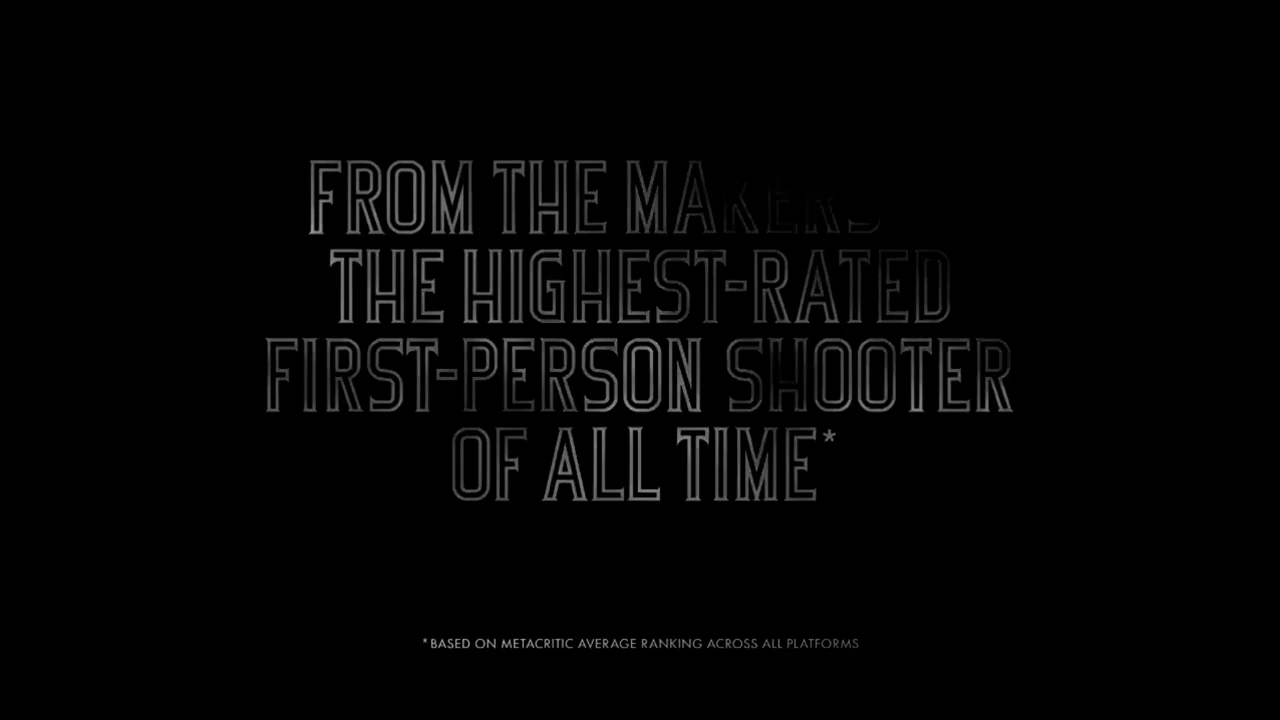 FROM THE MAKERS
THE HIGHEST-RATED
FIRST-PERSON SHOOTER
OF ALL TIME*
*BASED ON METACRITIC AVERAGE RANKING ACROSS ALL PLATFORMS